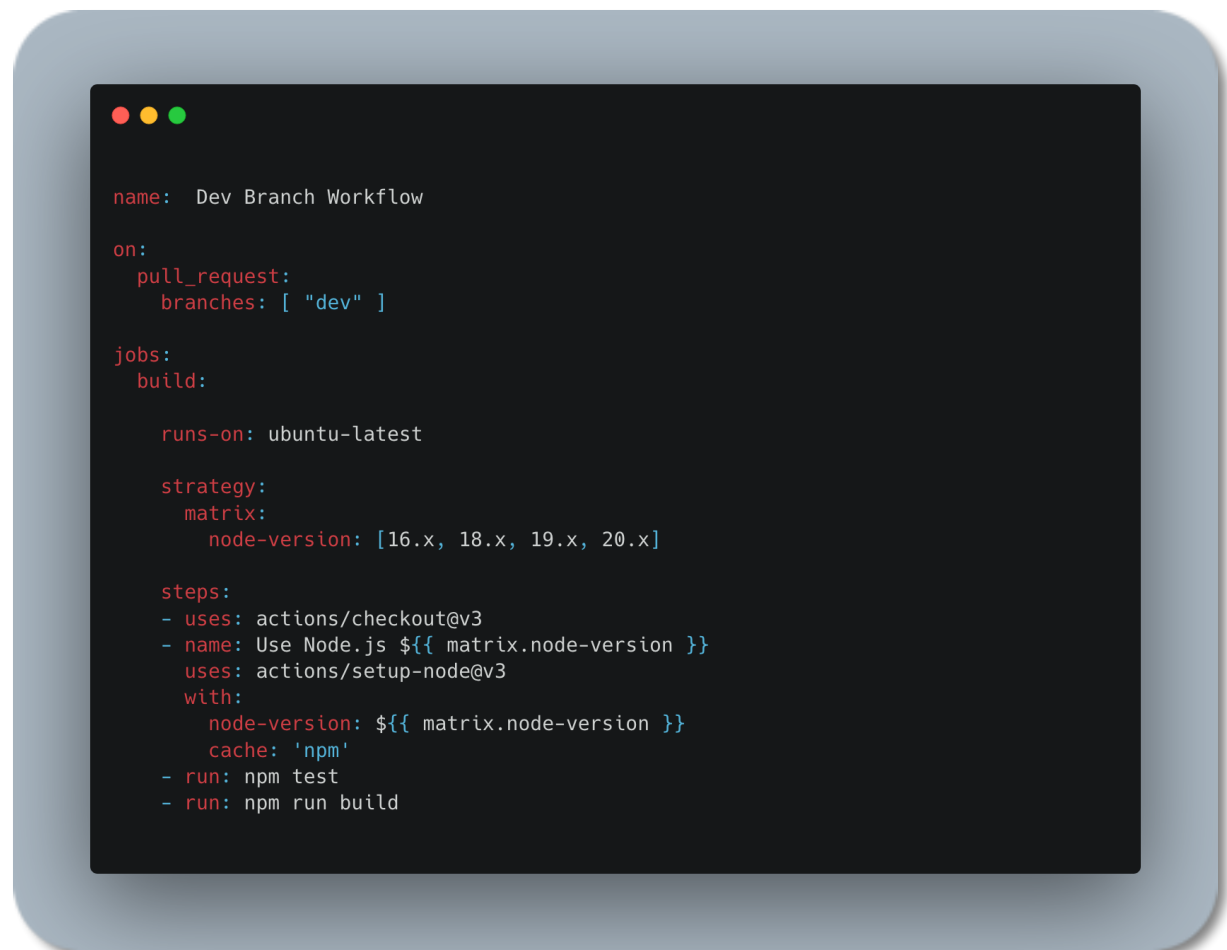 name:  Dev Branch Workflow

on:
  pull_request:
    branches: [ "dev" ]

jobs:
  build:

    runs-on: ubuntu-latest

    strategy:
      matrix:
        node-version: [16.x, 18.x, 19.x, 20.x]

    steps:
    - uses: actions/checkout@v3
    - name: Use Node.js ${{ matrix.node-version }}
      uses: actions/setup-node@v3
      with:
        node-version: ${{ matrix.node-version }}
        cache: 'npm'
    - run: npm test
    - run: npm run build